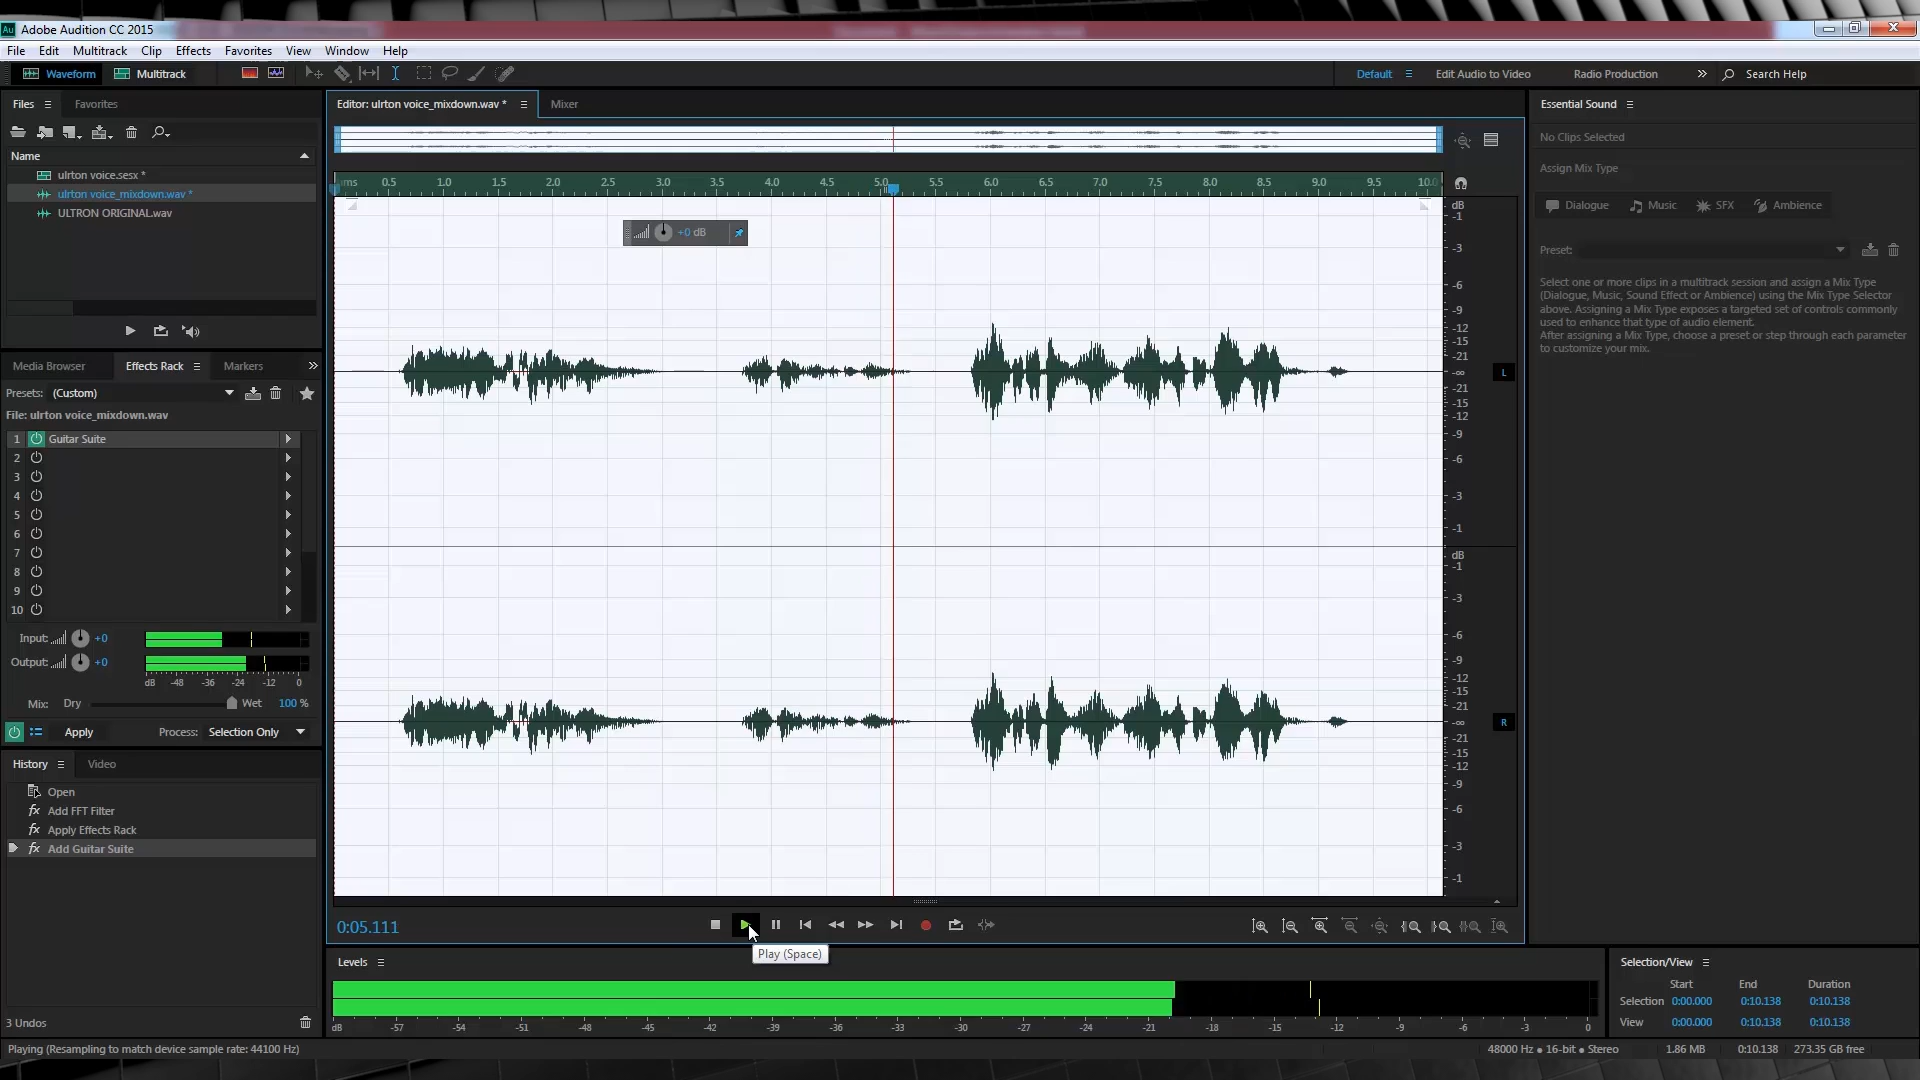 Au Adobe Audition CC 2015
File Edit Multitrack Clip Effects Favorites View Window Help
Waveform Multitrack Default Edit Audio to Video Radio Production Search Help
Files Favorites
Name
ulrton voice.sesx *
ulrton voice_mixdown.wav *
ULTRON ORIGINAL.wav
Media Browser Effects Rack Markers
Presets: (Custom)
File: ulrton voice_mixdown.wav
1 Guitar Suite
2
3
4
5
6
7
8
9
10
Input: +0
Output: +0
dB -48 -36 -24 -12 0
Mix: Dry Wet 100 %
Apply Process: Selection Only
History Video
Open
fx Add FFT Filter
fx Apply Effects Rack
fx Add Guitar Suite
3 Undos
Playing (Resampling to match device sample rate: 44100 Hz)
Editor: ulrton voice_mixdown.wav * Mixer
hms 0.5 1.0 1.5 2.0 2.5 3.0 3.5 4.0 4.5 5.0 5.5 6.0 6.5 7.0 7.5 8.0 8.5 9.0 9.5 10.0
+0 dB
dB
-1
-3
-6
-9
-12
-15
-21
-∞
-21
-15
-12
-9
-6
-3
-1
L
dB
-1
-3
-6
-9
-12
-15
-21
-∞
-21
-15
-12
-9
-6
-3
-1
R
0:05.111
Play (Space)
Levels
dB -57 -54 -51 -48 -45 -42 -39 -36 -33 -30 -27 -24 -21 -18 -15 -12 -9 -6 -3 0
Essential Sound
No Clips Selected
Assign Mix Type
Dialogue Music SFX Ambience
Preset:
Select one or more clips in a multitrack session and assign a Mix Type
(Dialogue, Music, Sound Effect or Ambience) using the Mix Type Selector
above. Assigning a Mix Type exposes a targeted set of controls commonly
used to enhance that type of audio element.
After assigning a Mix Type, choose a preset or step through each parameter
to customize your mix.
Selection/View
Start End Duration
Selection 0:00.000 0:10.138 0:10.138
View 0:00.000 0:10.138 0:10.138
48000 Hz • 16-bit • Stereo 1.86 MB 0:10.138 273.35 GB free